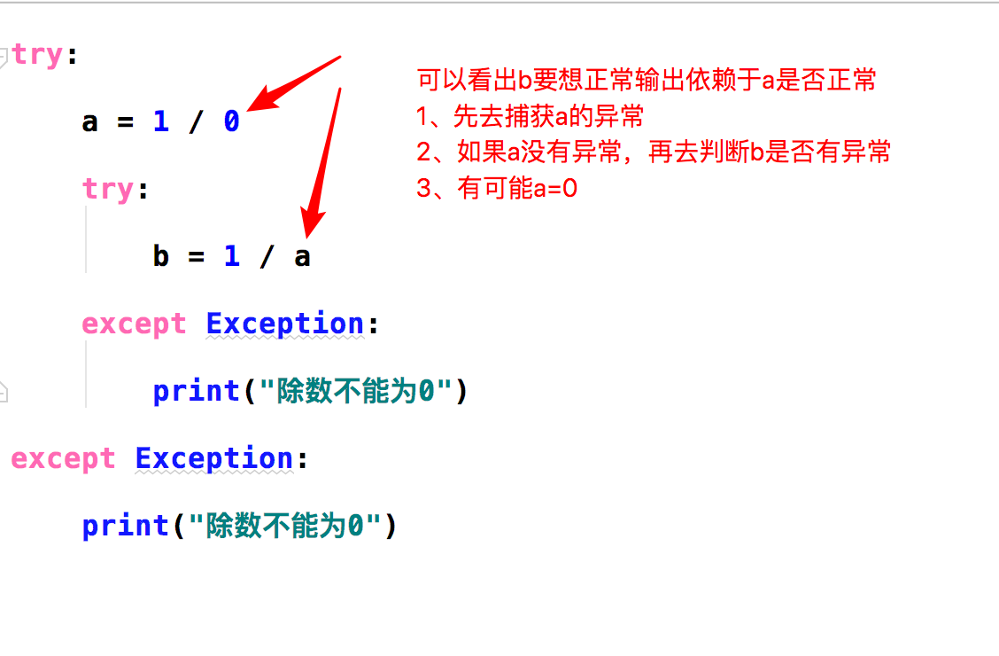 try:
可以看出b要想正常输出依赖于a是否正常
a = 1 / 0
1、先去捕获a的异常
2、如果a没有异常，再去判断b是否有异常
try:
3、有可能a=0
b = 1 / a
except Exception:
print("除数不能为0")
except Exception:
print("除数不能为0")